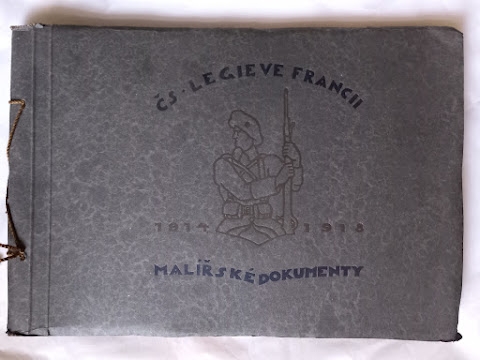 ČS·LEGIE VE FRANCII
1914 1918
MALÍŘSKÉ DOKUMENTY